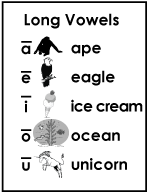 Long Vowels
ā ape
ē eagle
ī ice cream
ō ocean
ū unicorn